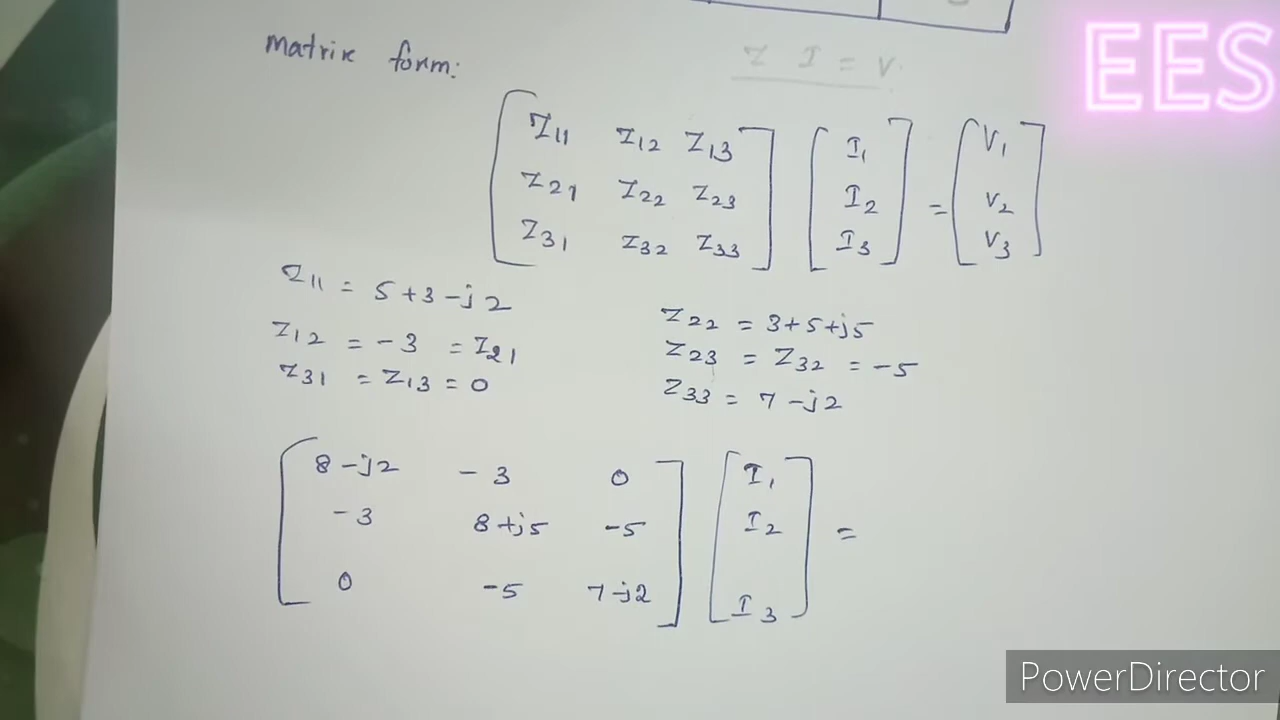 EES
matrix form:
Z I = V.
Z11 Z12 Z13 I1 V1
Z21 Z22 Z23 I2 = V2
Z31 Z32 Z33 I3 V3
Z11 = 5+3-j2
Z12 = -3 = Z21
Z31 = Z13 = 0
Z22 = 3+5+j5
Z23 = Z32 = -5
Z33 = 7-j2
8-j2 -3 0 I1
-3 8+j5 -5 I2 =
0 -5 7-j2 I3
PowerDirector